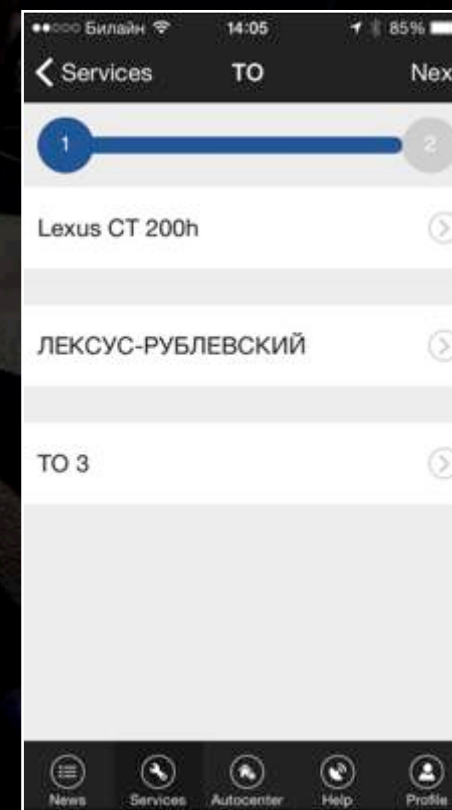 Билайн 14:05 85%
Services ТО Nex
1 2
Lexus CT 200h
ЛЕКСУС-РУБЛЕВСКИЙ
ТО 3
News Services Autocenter Help Profile